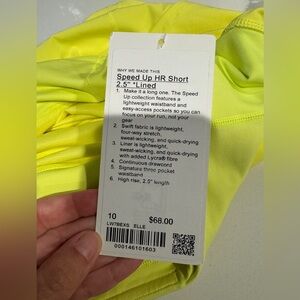 WHY WE MADE THIS
Speed Up HR Short
2.5" *Lined
1. Make it a long one. The Speed
Up collection features a
lightweight waistband and
easy-access pockets so you can
focus on your run, not your
gear
2. Swift fabric is lightweight,
four-way stretch,
sweat-wicking, and quick-drying
3. Liner is lightweight,
sweat-wicking, and quick-drying
with added Lycra® fibre
4. Continuous drawcord
5. Signature three pocket
waistband
6. High rise, 2.5" length
10 $68.00
LW7BEXS ELLE
000146101603